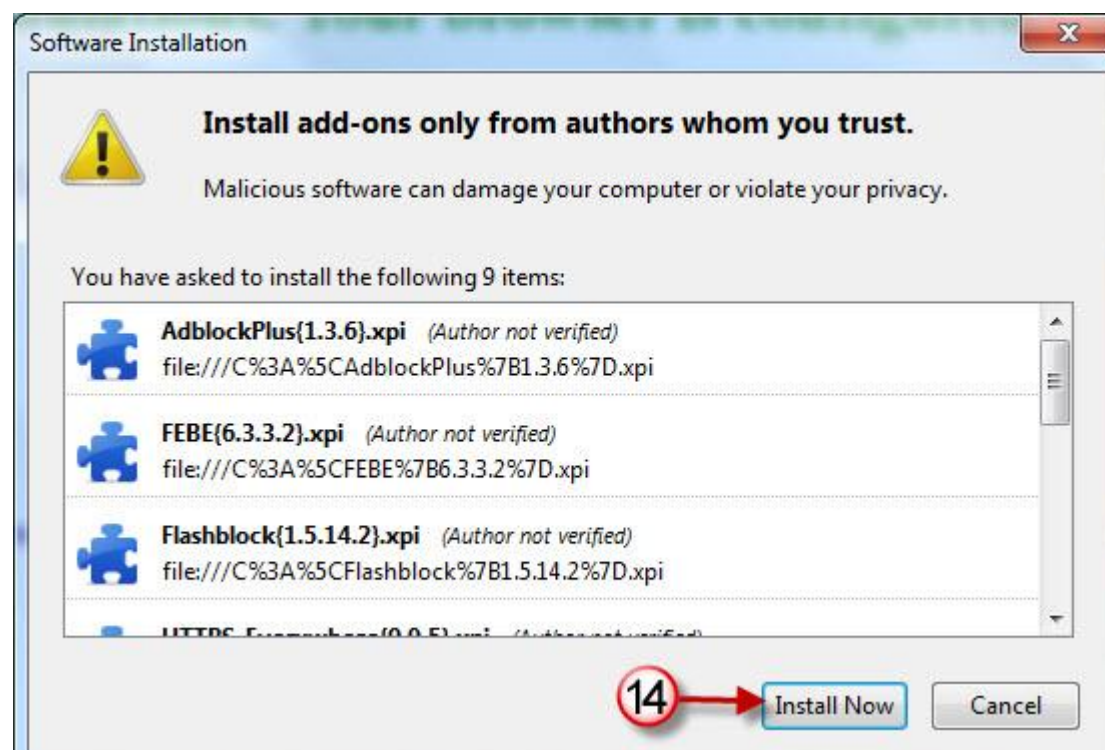 Software Installation
Install add-ons only from authors whom you trust.
Malicious software can damage your computer or violate your privacy.
You have asked to install the following 9 items:
AdblockPlus{1.3.6}.xpi (Author not verified)
file:///C%3A%5CAdblockPlus%7B1.3.6%7D.xpi
FEBE{6.3.3.2}.xpi (Author not verified)
file:///C%3A%5CFEBE%7B6.3.3.2%7D.xpi
Flashblock{1.5.14.2}.xpi (Author not verified)
file:///C%3A%5CFlashblock%7B1.5.14.2%7D.xpi
14
Install Now
Cancel